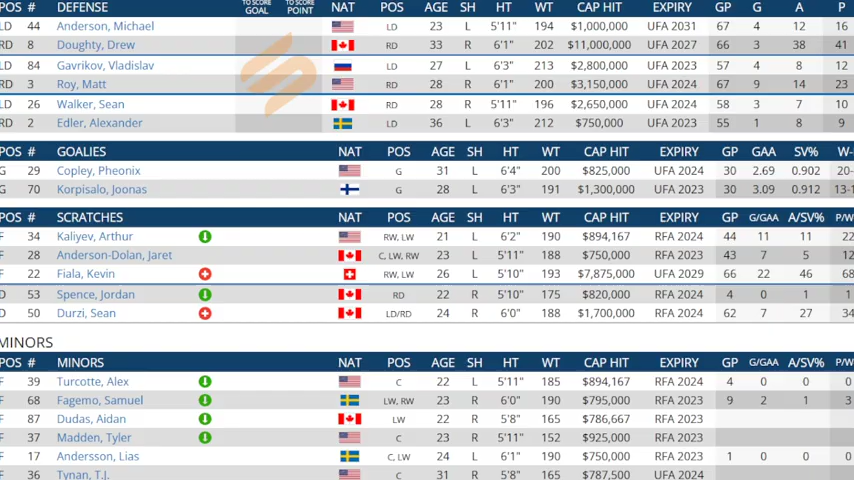 POS # DEFENSE TO SCORE GOAL TO SCORE POINT NAT POS AGE SH HT WT CAP HIT EXPIRY GP G A P
LD 44 Anderson, Michael LD 23 L 5'11" 194 $1,000,000 UFA 2031 67 4 12 16
RD 8 Doughty, Drew RD 33 R 6'1" 202 $11,000,000 UFA 2027 67 3 38 41
LD 84 Gavrikov, Vladislav LD 27 L 6'3" 213 $2,800,000 UFA 2023 57 4 8 12
RD 3 Roy, Matt RD 28 R 6'1" 200 $3,150,000 UFA 2024 67 9 14 23
LD 26 Walker, Sean RD 28 R 5'11" 196 $2,650,000 UFA 2024 58 3 7 10
RD 2 Edler, Alexander LD 36 L 6'3" 212 $750,000 UFA 2023 55 1 8 9
POS # GOALIES NAT POS AGE SH HT WT CAP HIT EXPIRY GP GAA SV% W-
G 29 Copley, Pheonix G 31 L 6'4" 200 $825,000 UFA 2024 30 2.69 0.902 20-
G 70 Korpisalo, Joonas G 28 L 6'3" 191 $1,300,000 UFA 2023 30 3.09 0.912 13-1
POS # SCRATCHES NAT POS AGE SH HT WT CAP HIT EXPIRY GP G/GAA A/SV% P/W
F 34 Kaliyev, Arthur RW, LW 21 L 6'2" 190 $894,167 RFA 2024 44 11 11 22
F 28 Anderson-Dolan, Jaret C, LW, RW 23 L 5'11" 188 $750,000 RFA 2023 43 7 5 12
F 22 Fiala, Kevin RW, LW 26 L 5'10" 193 $7,875,000 UFA 2029 66 22 46 68
D 53 Spence, Jordan RD 22 R 5'10" 175 $820,000 RFA 2024 4 0 1 1
D 50 Durzi, Sean LD/RD 24 R 6'0" 188 $1,700,000 RFA 2024 62 7 27 34
MINORS
POS # MINORS NAT POS AGE SH HT WT CAP HIT EXPIRY GP G/GAA A/SV% P/W
F 39 Turcotte, Alex C 22 L 5'11" 185 $894,167 RFA 2024 4 0 0 0
F 68 Fagemo, Samuel LW, RW 23 R 6'0" 190 $795,000 RFA 2023 9 2 1 3
F 87 Dudas, Aidan LW 22 R 5'8" 165 $786,667 RFA 2023
F 37 Madden, Tyler C 23 R 5'11" 152 $925,000 RFA 2023
F 17 Andersson, Lias C, LW 24 L 6'1" 190 $750,000 RFA 2023 1 0 0 0
F 36 Tynan, T.J. C 31 R 5'8" 165 $787,500 UFA 2024